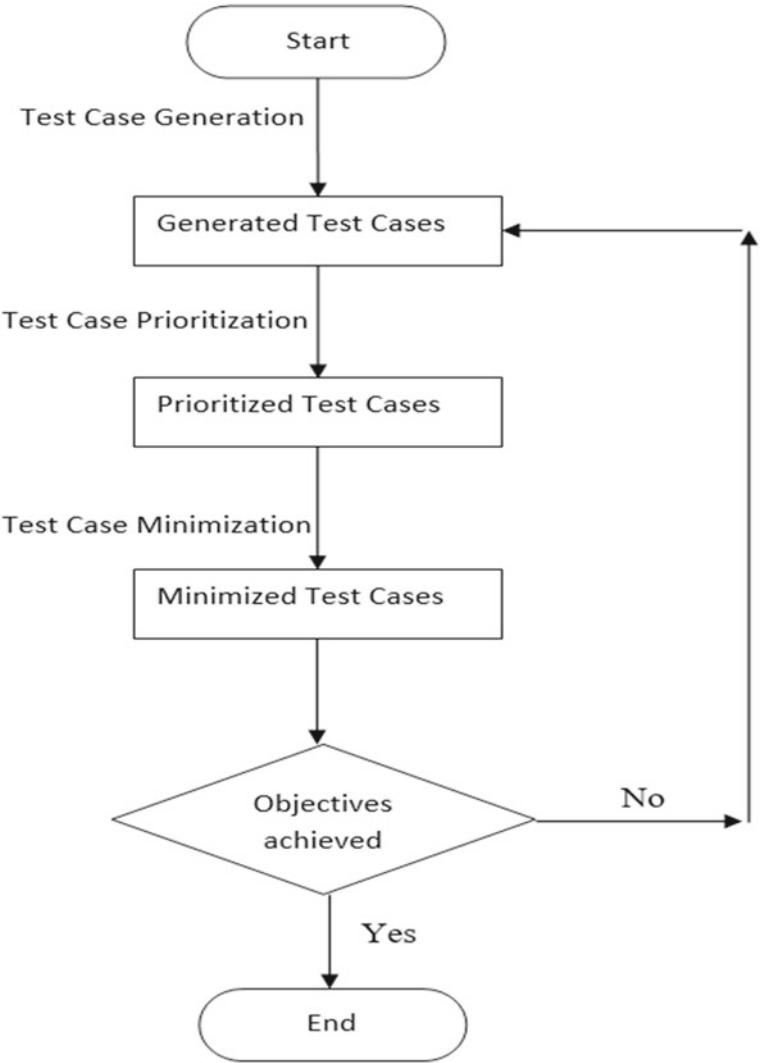 Start
Test Case Generation
Generated Test Cases
Test Case Prioritization
Prioritized Test Cases
Test Case Minimization
Minimized Test Cases
Objectives
achieved
No
Yes
End